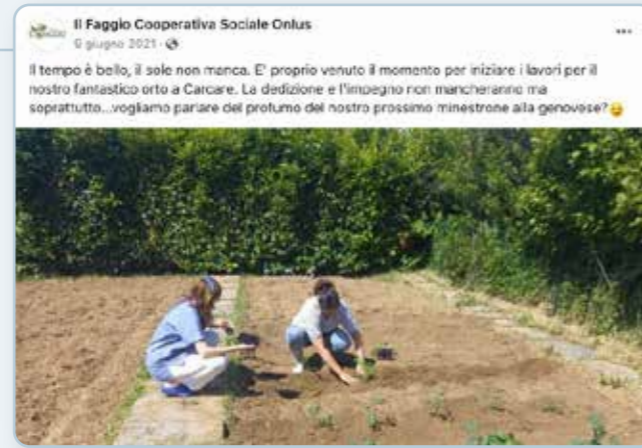 Il Faggio Cooperativa Sociale Onlus
9 giugno 2021 ·
Il tempo è bello, il sole non manca. E' proprio venuto il momento per iniziare i lavori per il
nostro fantastico orto a Carcare. La dedizione e l'impegno non mancheranno ma
soprattutto...vogliamo parlare del profumo del nostro prossimo minestrone alla genovese?